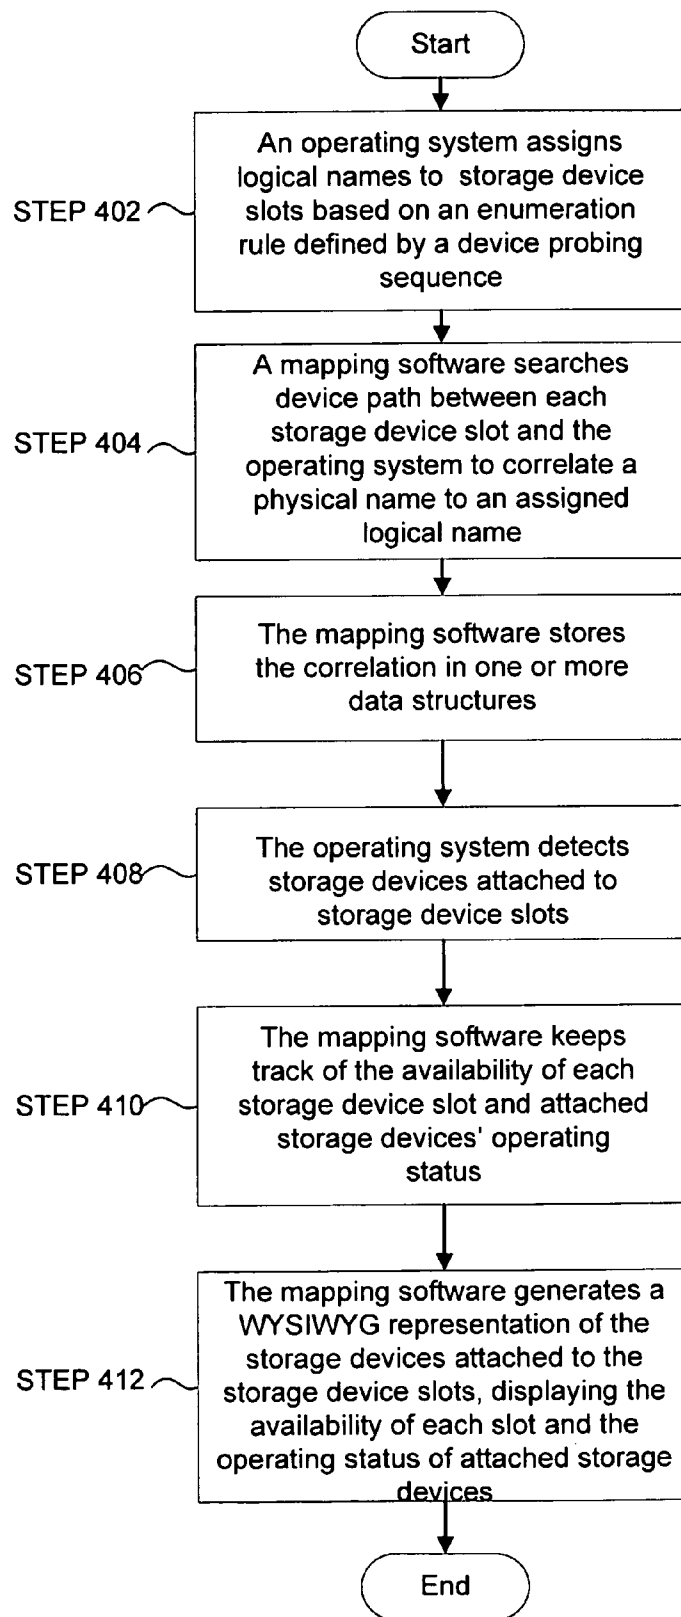 Start
An operating system assigns
logical names to storage device
slots based on an enumeration
rule defined by a device probing
sequence
STEP 402
A mapping software searches
device path between each
storage device slot and the
operating system to correlate a
physical name to an assigned
logical name
STEP 404
The mapping software stores
the correlation in one or more
data structures
STEP 406
The operating system detects
storage devices attached to
storage device slots
STEP 408
The mapping software keeps
track of the availability of each
storage device slot and attached
storage devices' operating
status
STEP 410
The mapping software generates a
WYSIWYG representation of the
storage devices attached to the
storage device slots, displaying the
availability of each slot and the
operating status of attached storage
devices
STEP 412
End